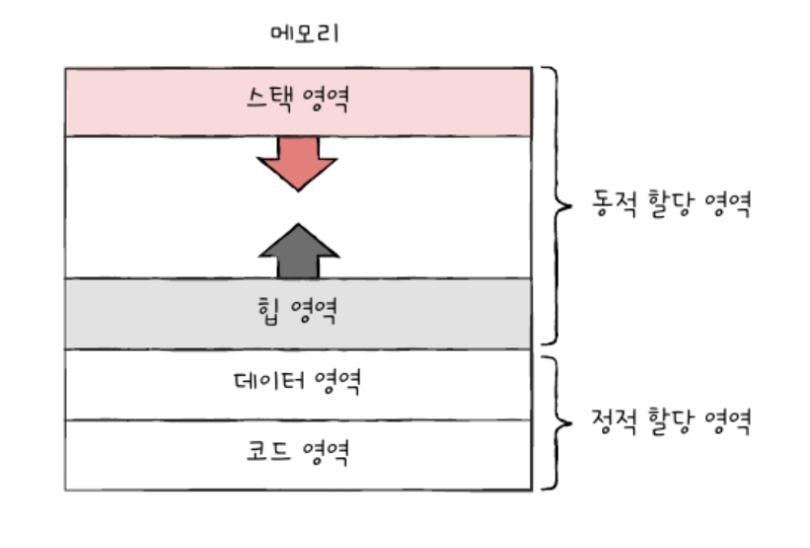 메모리
스택 영역
동적 할당 영역
힙 영역
데이터 영역
정적 할당 영역
코드 영역